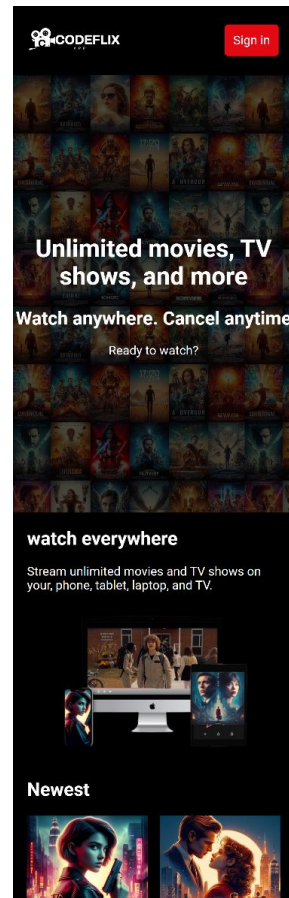 CODEFLIX
APP
Sign in
Unlimited movies, TV
shows, and more
Watch anywhere. Cancel anytime
Ready to watch?
watch everywhere
Stream unlimited movies and TV shows on
your, phone, tablet, laptop, and TV.
Newest